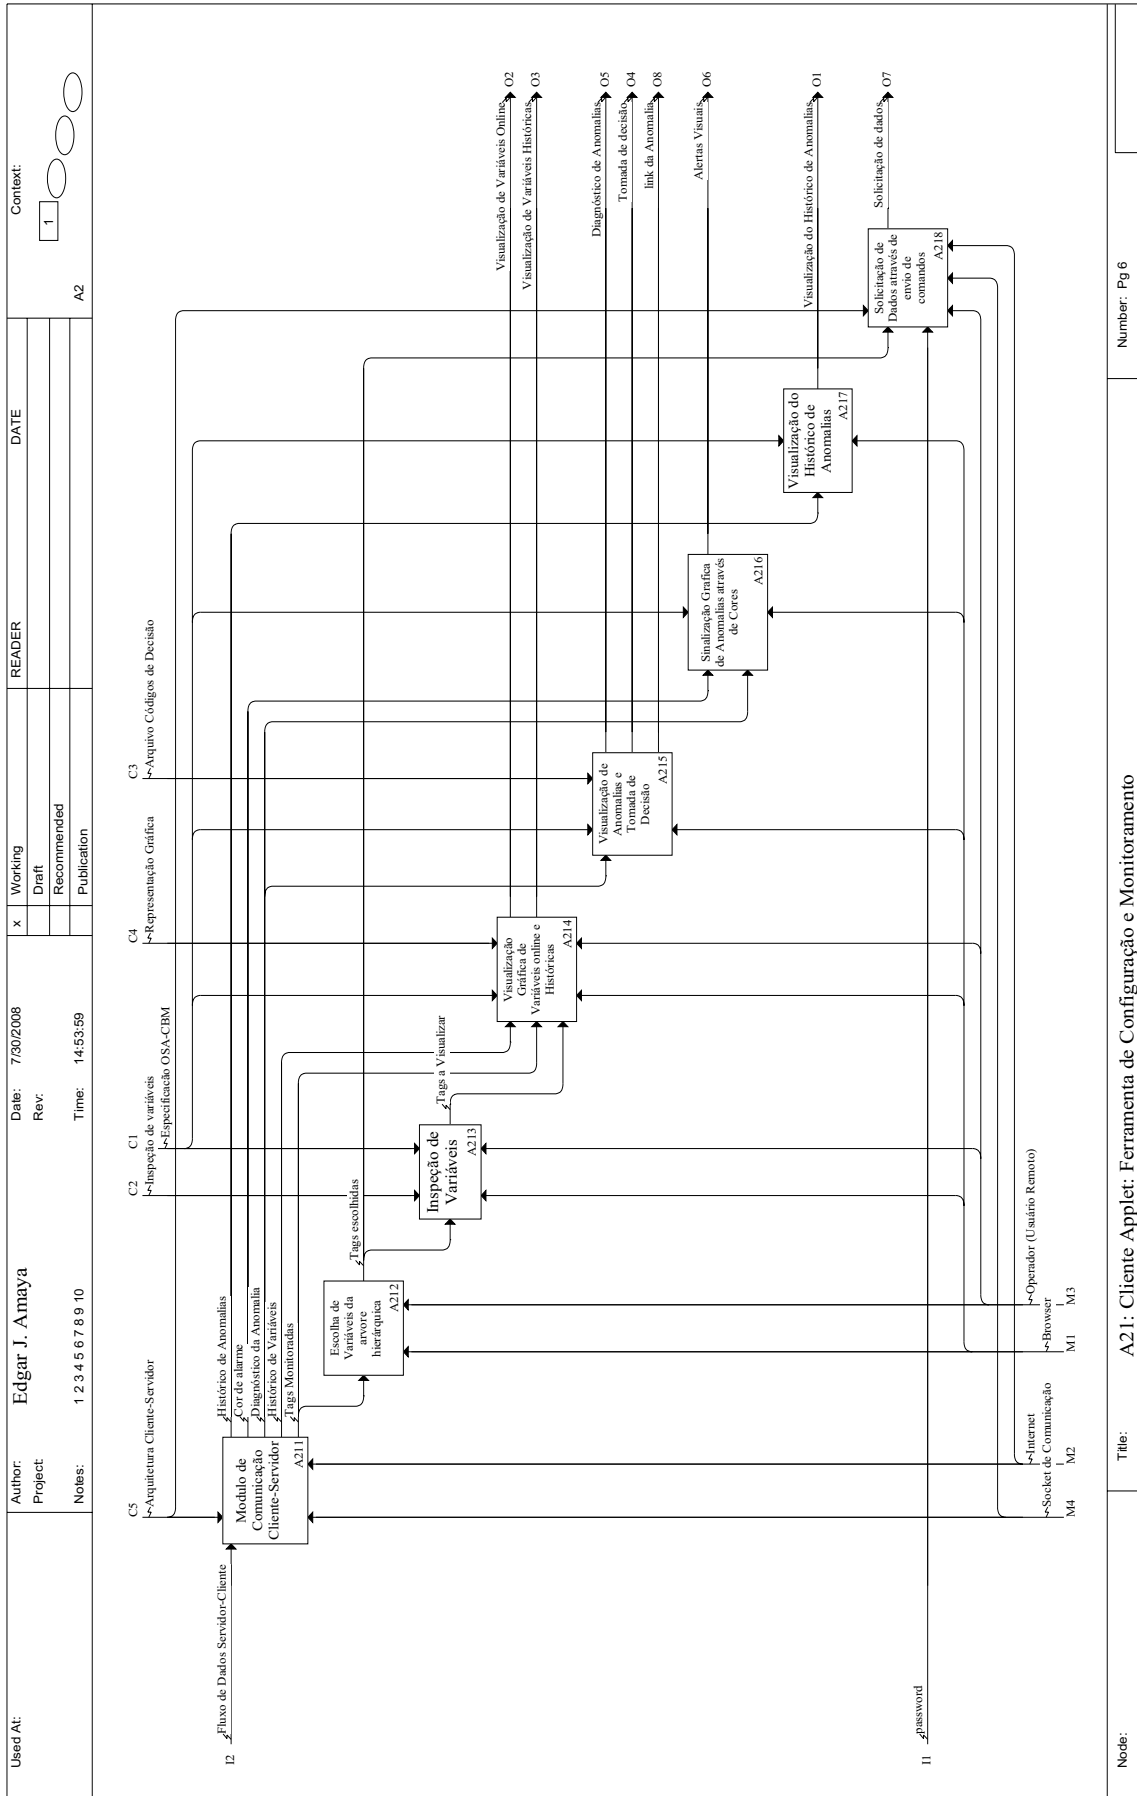 Used At:
Author:
Edgar J. Amaya
Project:
Notes:
1 2 3 4 5 6 7 8 9 10
Date:
7/30/2008
Rev:
Time:
14:53:59
x
Working
Draft
Recommended
Publication
READER
DATE
Context:
1
A2
C5
Arquitetura Cliente-Servidor
C2
Inspeção de variáveis
C1
Especificacão OSA-CBM
C4
Representação Gráfica
C3
Arquivo Códigos de Decisão
I2
Fluxo de Dados Servidor-Cliente
Modulo de
Comunicação
Cliente-Servidor
A211
Histórico de Anomalias
Cor de alarme
Diagnóstico da Anomalia
Histórico de Variáveis
Tags Monitoradas
Escolha de
Variáveis da
arvore
hierárquica
A212
Tags escolhidas
Inspeção de
Variáveis
A213
Tags a Visualizar
Visualização
Gráfica de
Variáveis online e
Históricas
A214
Visualização de
Anomalias e
Tomada de
Decisão
A215
Sinalização Grafica
de Anomalias através
de Cores
A216
Visualização do
Histórico de
Anomalias
A217
Solicitação de
Dados através de
envio de
comandos
A218
Visualização de Variáveis Online
O2
Visualização de Variáveis Históricas
O3
Diagnóstico de Anomalias
O5
Tomada de decisão
O4
link da Anomalia
O8
Alertas Visuais
O6
Visualização do Histórico de Anomalias
O1
Solicitação de dados
O7
I1
password
Socket de Comunicação
M4
Internet
M2
Browser
M1
Operador (Usuário Remoto)
M3
Node:
Title:
A21: Cliente Applet: Ferramenta de Configuração e Monitoramento
Number: Pg 6